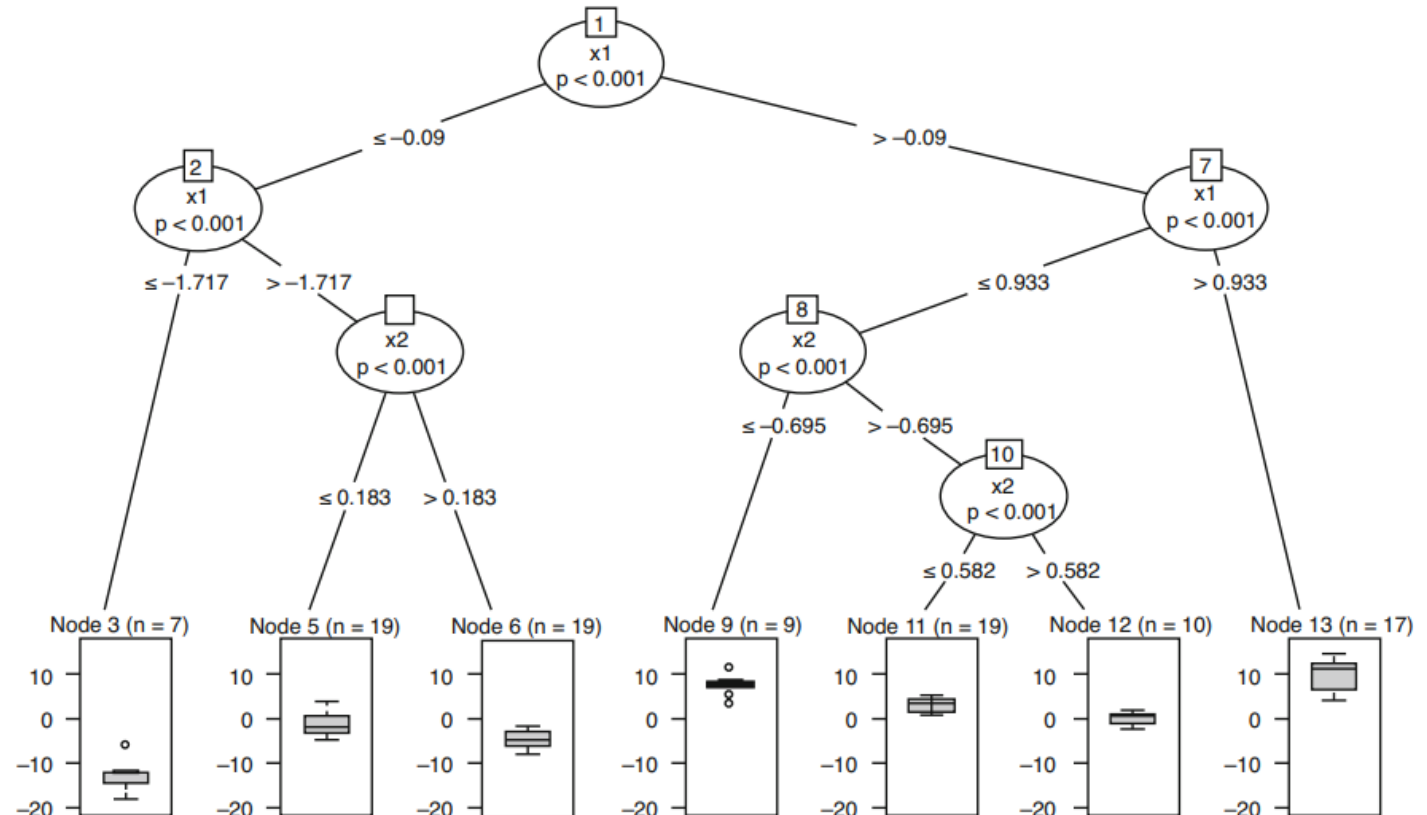 1
x1
p < 0.001
≤ –0.09
> –0.09
2
x1
p < 0.001
7
x1
p < 0.001
≤ –1.717
> –1.717
≤ 0.933
> 0.933
x2
p < 0.001
8
x2
p < 0.001
≤ –0.695
> –0.695
10
x2
p < 0.001
≤ 0.183
> 0.183
≤ 0.582
> 0.582
Node 3 (n = 7)
10
0
–10
–20
Node 5 (n = 19)
10
0
–10
–20
Node 6 (n = 19)
10
0
–10
–20
Node 9 (n = 9)
10
0
–10
–20
Node 11 (n = 19)
10
0
–10
–20
Node 12 (n = 10)
10
0
–10
–20
Node 13 (n = 17)
10
0
–10
–20